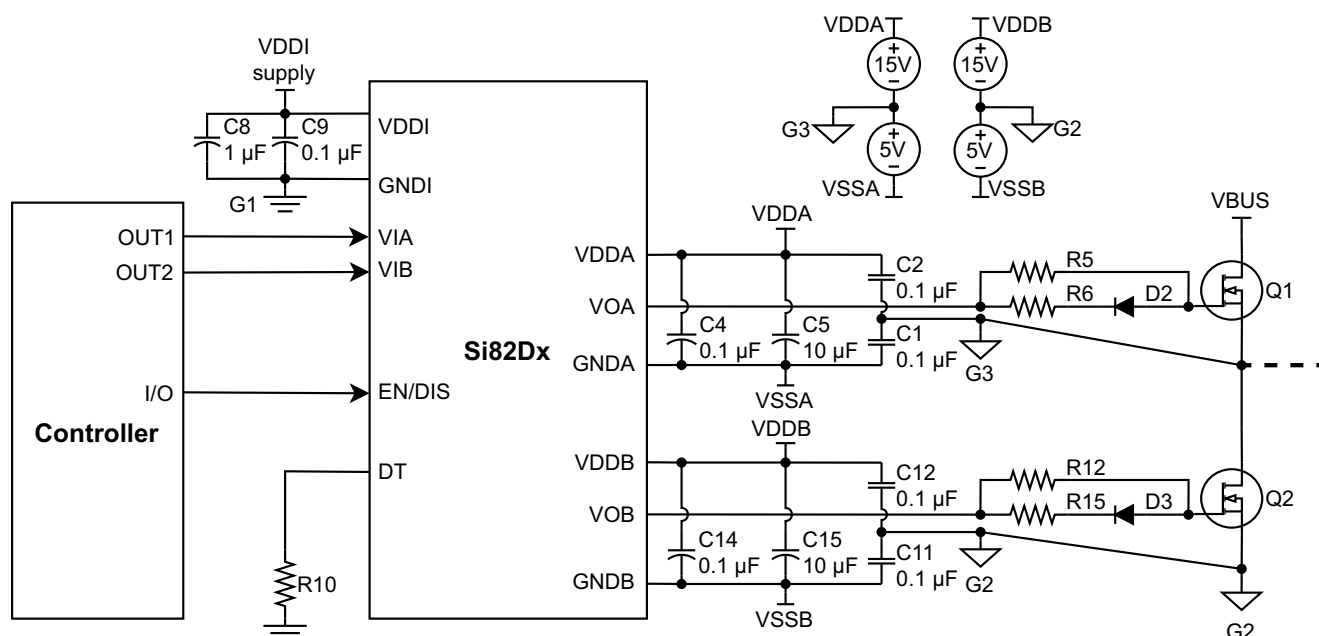 VDDA
VDDB
+
15V
−
+
15V
−
G3
G2
+
5V
−
+
5V
−
VSSA
VSSB
VDDI
supply
C8
1 µF
C9
0.1 µF
G1
VDDI
GNDI
OUT1
OUT2
I/O
Controller
VIA
VIB
EN/DIS
DT
R10
Si82Dx
VDDA
VOA
GNDA
VDDB
VOB
GNDB
VDDA
C4
0.1 µF
C5
10 µF
C2
0.1 µF
C1
0.1 µF
VSSA
G3
R5
R6
D2
VBUS
Q1
VDDB
C14
0.1 µF
C15
10 µF
C12
0.1 µF
C11
0.1 µF
VSSB
G2
R12
R15
D3
Q2
G2